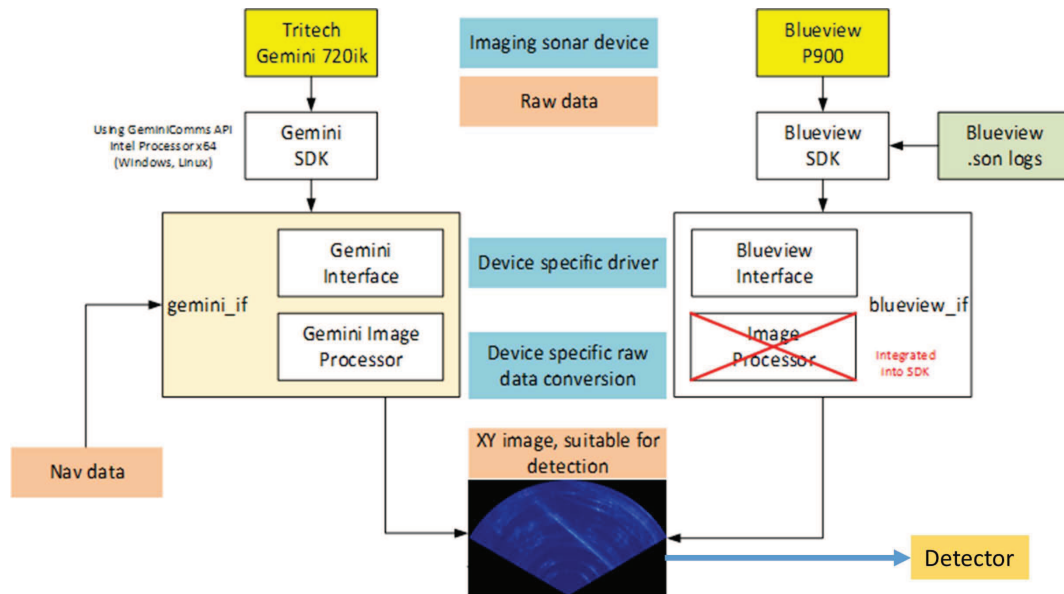 Tritech
Gemini 720ik
Imaging sonar device
Blueview
P900
Raw data
Using GeminiComms API
Intel Processor x64
(Windows, Linux)
Gemini
SDK
Blueview
SDK
Blueview
.son logs
Gemini
Interface
Device specific driver
Blueview
Interface
gemini_if
blueview_if
Gemini Image
Processor
Device specific raw
data conversion
Image
Processor
Integrated
into SDK
Nav data
XY image, suitable for
detection
Detector